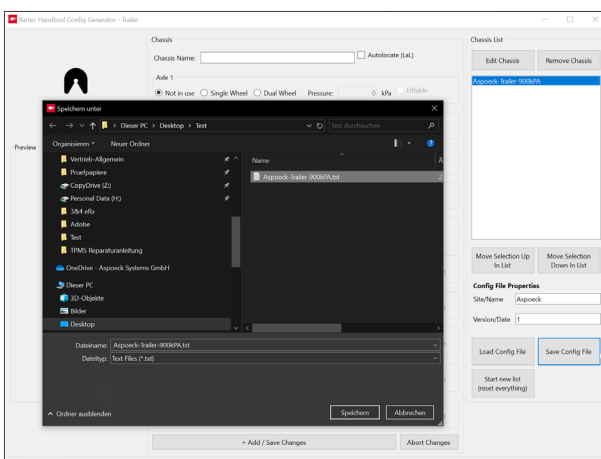 Bartec Handtool Config Generator - Trailer
Chassis
Chassis Name:
Autolocate (LaL)
Axle 1
Not in use
Single Wheel
Dual Wheel
Pressure:
0 kPa
Liftable
Preview
Speichern unter
Dieser PC > Desktop > Test
Test durchsuchen
Organisieren
Neuer Ordner
Vertrieb-Allgemein
Pruefpapiere
CopyDrive (Z:)
Personal Data (H:)
3&4 eRx
Adobe
Test
TPMS Reparaturanleitung
OneDrive - Aspoeck Systems GmbH
Dieser PC
3D-Objekte
Bilder
Desktop
Name
Ä
Aspoeck-Trailer-900kPA.txt
2
Dateiname: Aspoeck-Trailer-900kPA.txt
Dateityp: Text Files (*.txt)
Ordner ausblenden
Speichern
Abbrechen
+ Add / Save Changes
Abort Changes
Chassis List
Edit Chassis
Remove Chassis
Aspoeck-Trailer-900kPA
Move Selection Up
In List
Move Selection
Down In List
Config File Properties
Site/Name Aspoeck
Version/Date 1
Load Config File
Save Config File
Start new list
(reset everything)